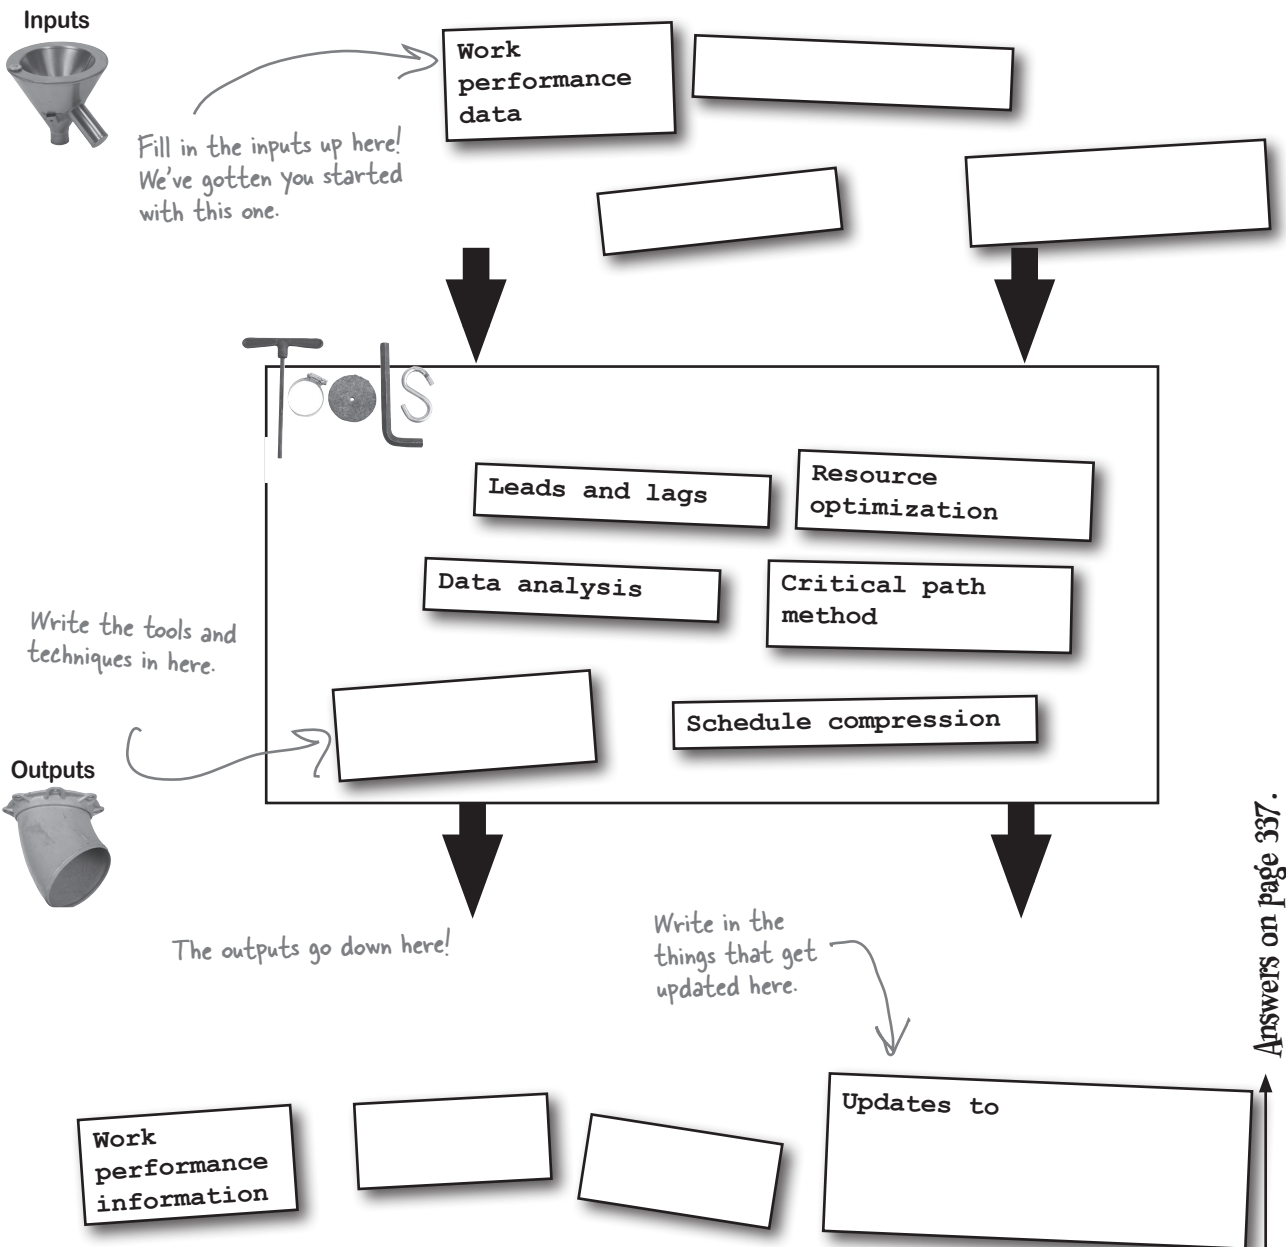 Inputs
Work
performance
data
Fill in the inputs up here!
We've gotten you started
with this one.
Tools
Leads and lags
Resource
optimization
Data analysis
Critical path
method
Write the tools and
techniques in here.
Schedule compression
Outputs
The outputs go down here!
Write in the
things that get
updated here.
Answers on page 337.
Work
performance
information
Updates to